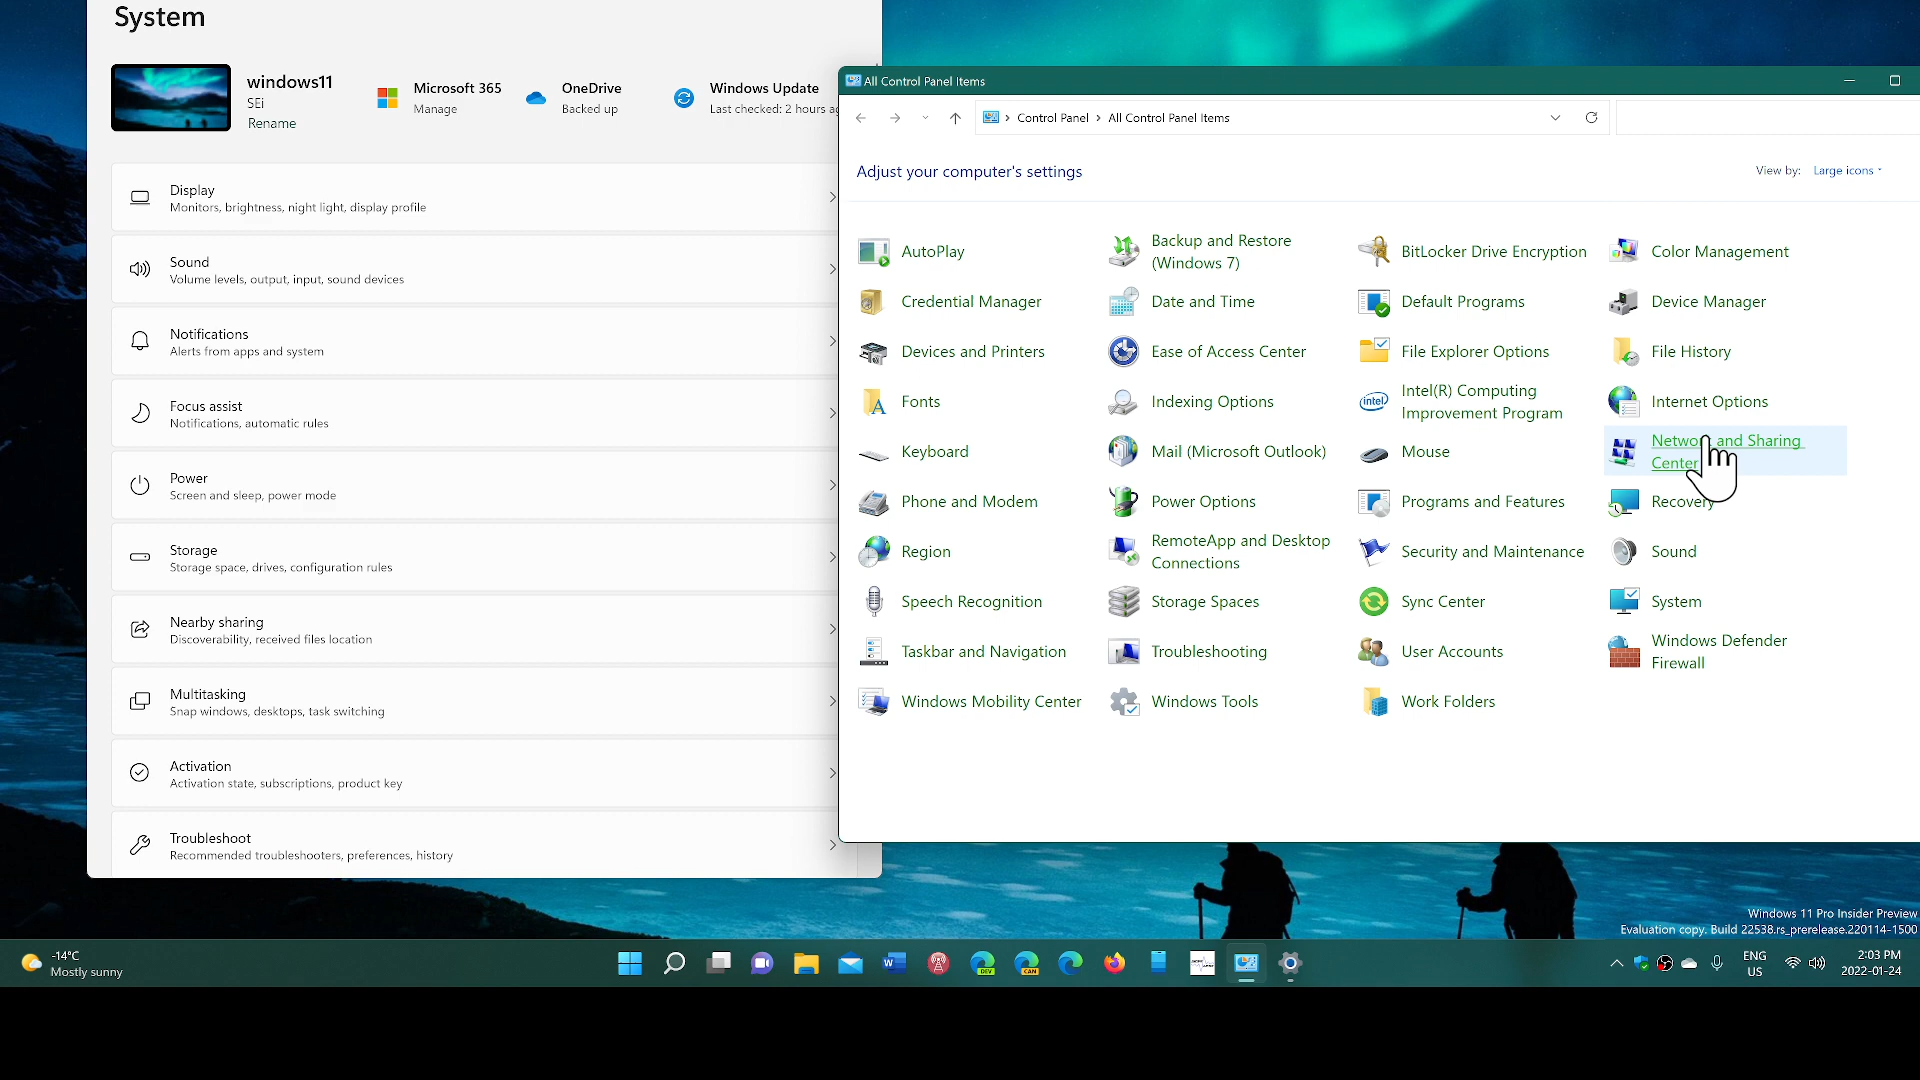 System
windows11
SEi
Rename
Microsoft 365
Manage
OneDrive
Backed up
Windows Update
Last checked: 2 hours ag
Display
Monitors, brightness, night light, display profile
Sound
Volume levels, output, input, sound devices
Notifications
Alerts from apps and system
Focus assist
Notifications, automatic rules
Power
Screen and sleep, power mode
Storage
Storage space, drives, configuration rules
Nearby sharing
Discoverability, received files location
Multitasking
Snap windows, desktops, task switching
Activation
Activation state, subscriptions, product key
Troubleshoot
Recommended troubleshooters, preferences, history
All Control Panel Items
Control Panel > All Control Panel Items
Adjust your computer's settings
View by: Large icons
AutoPlay
Backup and Restore
(Windows 7)
BitLocker Drive Encryption
Color Management
Credential Manager
Date and Time
Default Programs
Device Manager
Devices and Printers
Ease of Access Center
File Explorer Options
File History
Fonts
Indexing Options
Intel(R) Computing
Improvement Program
intel
Internet Options
Keyboard
Mail (Microsoft Outlook)
Mouse
Network and Sharing
Center
Phone and Modem
Power Options
Programs and Features
Recovery
Region
RemoteApp and Desktop
Connections
Security and Maintenance
Sound
Speech Recognition
Storage Spaces
Sync Center
System
Taskbar and Navigation
Troubleshooting
User Accounts
Windows Defender
Firewall
Windows Mobility Center
Windows Tools
Work Folders
Windows 11 Pro Insider Preview
Evaluation copy. Build 22538.rs_prerelease.220114-1500
-14°C
Mostly sunny
W
DEV
CAN
ENG
US
2:03 PM
2022-01-24